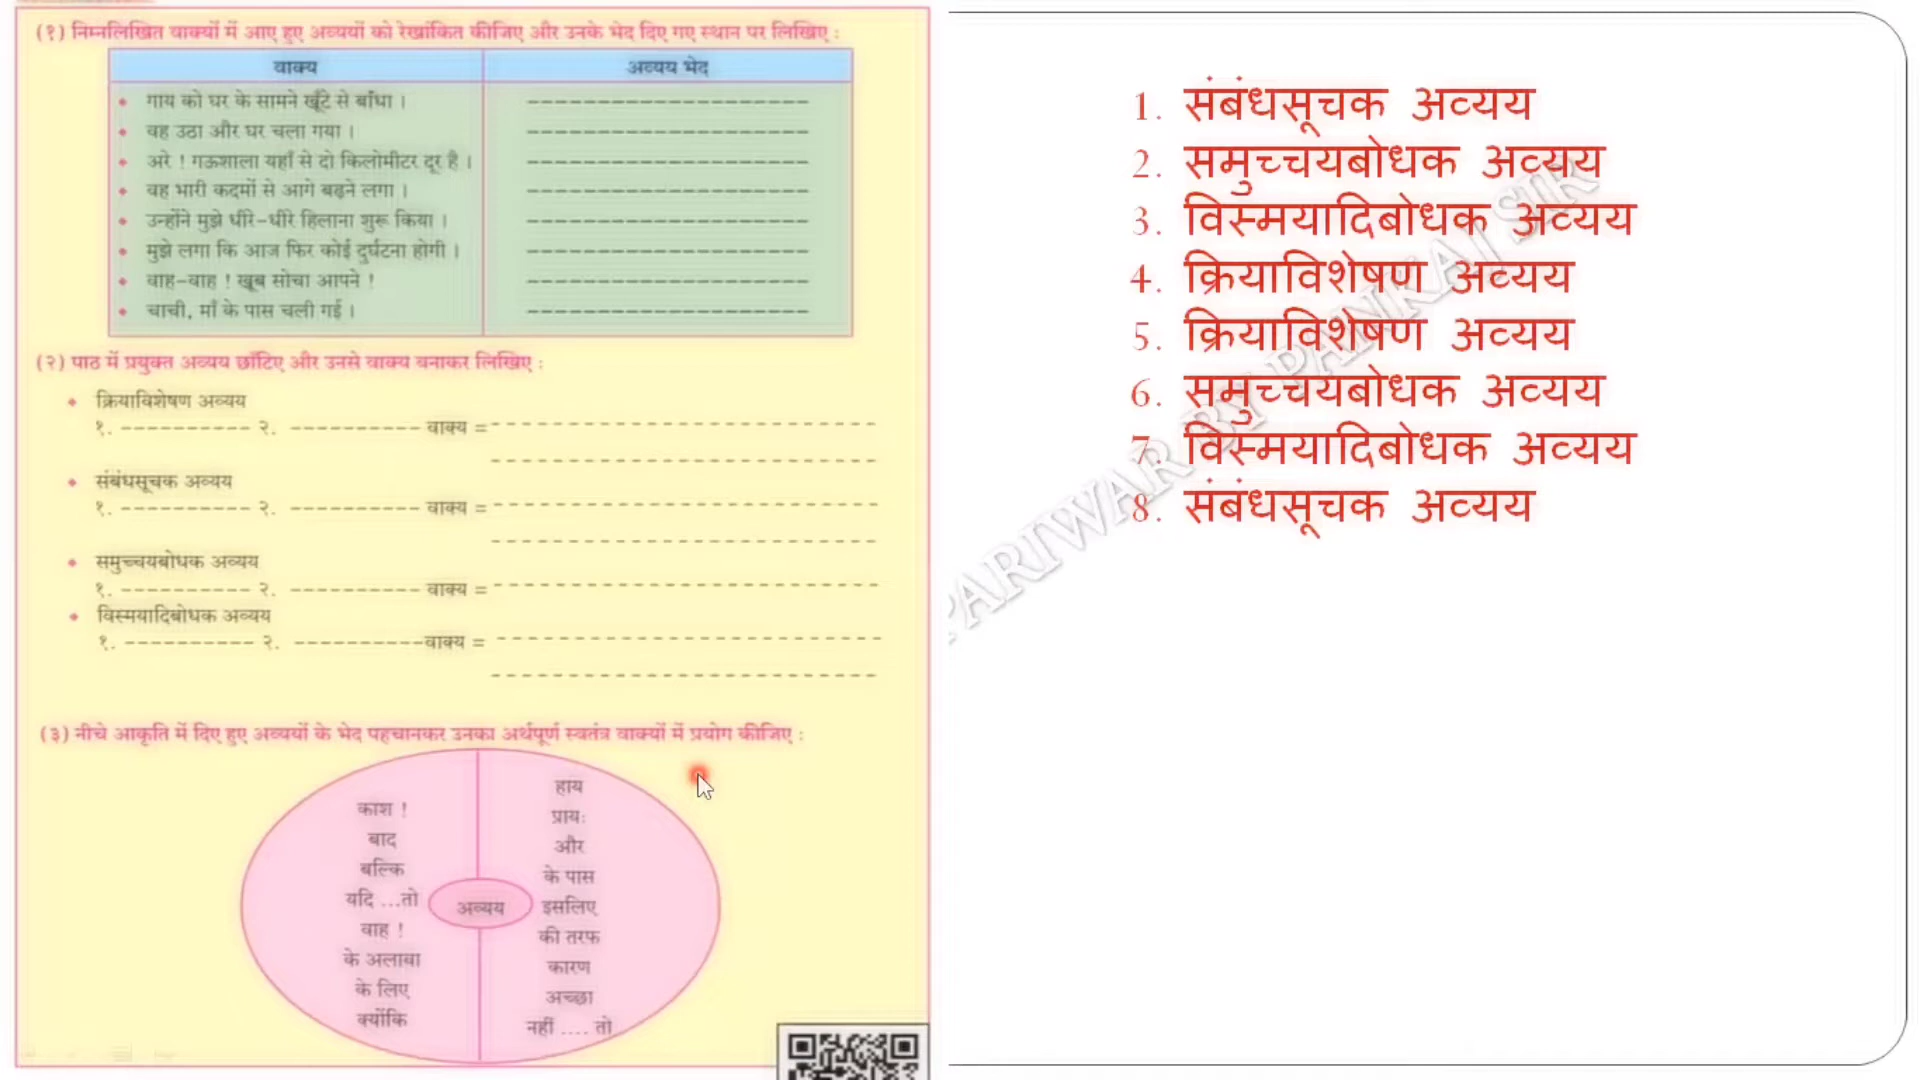 (१) निम्नलिखित वाक्यों में आए हुए अव्ययों को रेखांकित कीजिए और उनके भेद दिए गए स्थान पर लिखिए :
वाक्य अव्यय भेद
गाय को घर के सामने खूँटे से बाँधा ।
वह उठा और घर चला गया ।
अरे ! गऊशाला यहाँ से दो किलोमीटर दूर है ।
वह भारी कदमों से आगे बढ़ने लगा ।
उन्होंने मुझे धीरे-धीरे हिलाना शुरू किया ।
मुझे लगा कि आज फिर कोई दुर्घटना होगी ।
वाह-वाह ! खूब सोचा आपने !
चाची, माँ के पास चली गई ।
(२) पाठ में प्रयुक्त अव्यय छाँटिए और उनसे वाक्य बनाकर लिखिए :
क्रियाविशेषण अव्यय
१. ---------- २. ---------- वाक्य =
संबंधसूचक अव्यय
१. ---------- २. ---------- वाक्य =
समुच्चयबोधक अव्यय
१. ---------- २. ---------- वाक्य =
विस्मयादिबोधक अव्यय
१. ---------- २. ---------- वाक्य =
(३) नीचे आकृति में दिए हुए अव्ययों के भेद पहचानकर उनका अर्थपूर्ण स्वतंत्र वाक्यों में प्रयोग कीजिए :
काश !
बाद
बल्कि
यदि ...तो
वाह !
के अलावा
के लिए
क्योंकि
अव्यय
हाय
प्रायः
और
के पास
इसलिए
की तरफ
कारण
अच्छा
नहीं .... तो
1. संबंधसूचक अव्यय
2. समुच्चयबोधक अव्यय
3. विस्मयादिबोधक अव्यय
4. क्रियाविशेषण अव्यय
5. क्रियाविशेषण अव्यय
6. समुच्चयबोधक अव्यय
7. विस्मयादिबोधक अव्यय
8. संबंधसूचक अव्यय
PARIWAR BY PANKAJ SIR